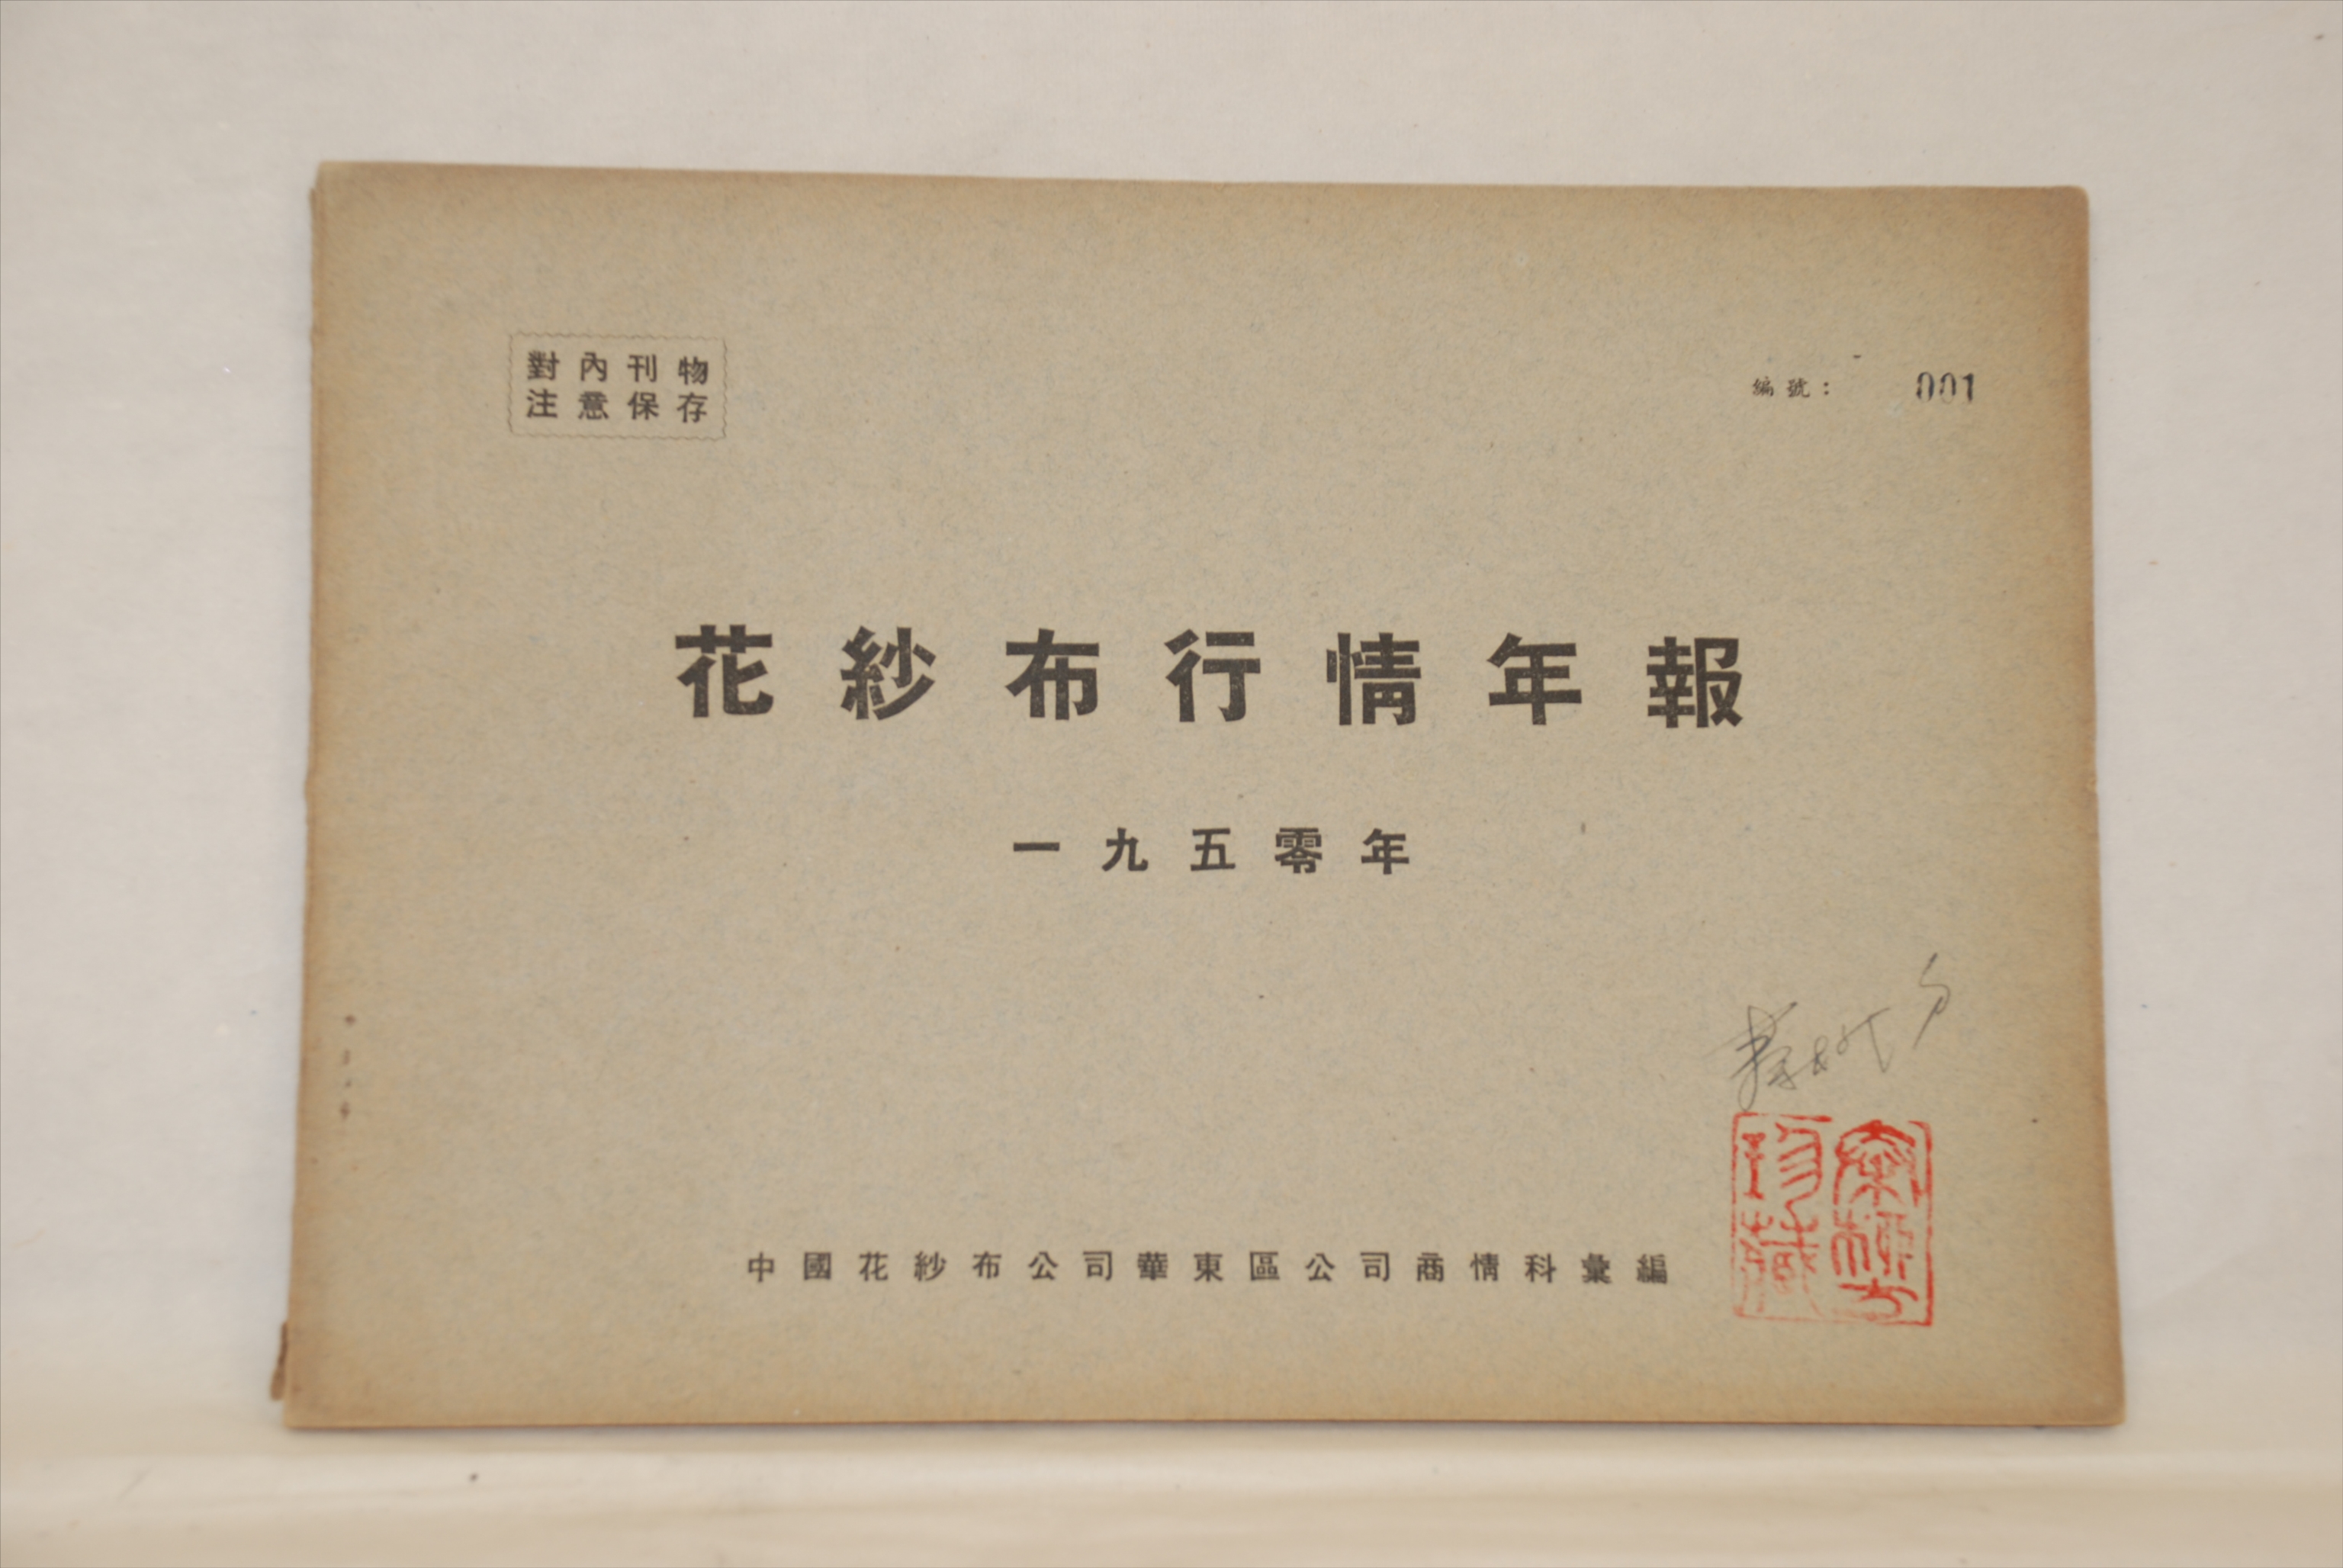 對內刊物
注意保存
編號： 001
花紗布行情年報
一九五零年
中國花紗布公司華東區公司商情科彙編
珍藏